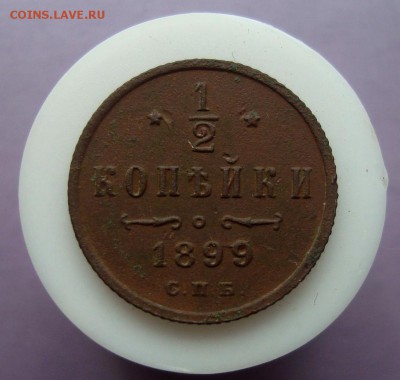 COINS.LAVE.RU
1/2
КОПѢЙКИ
1899
С.П.Б.